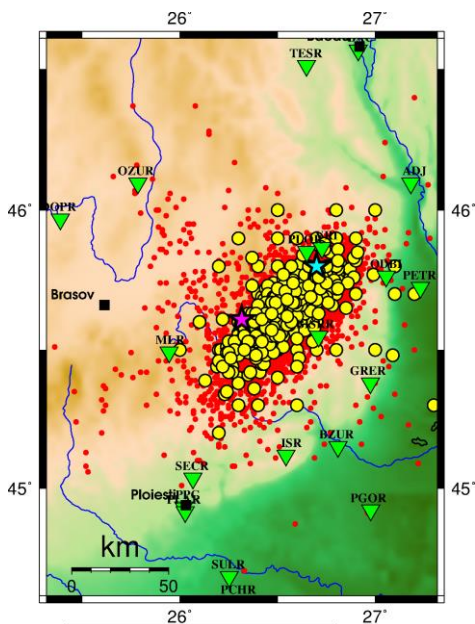 26 27
TESR
OZUR
ADJ
DOPR
46 46
PETR
Brasov
MLR
GRER
BZUR
ISR
SECR
45 45
PGOR
km
SULR
0 50
PCHR
26 27